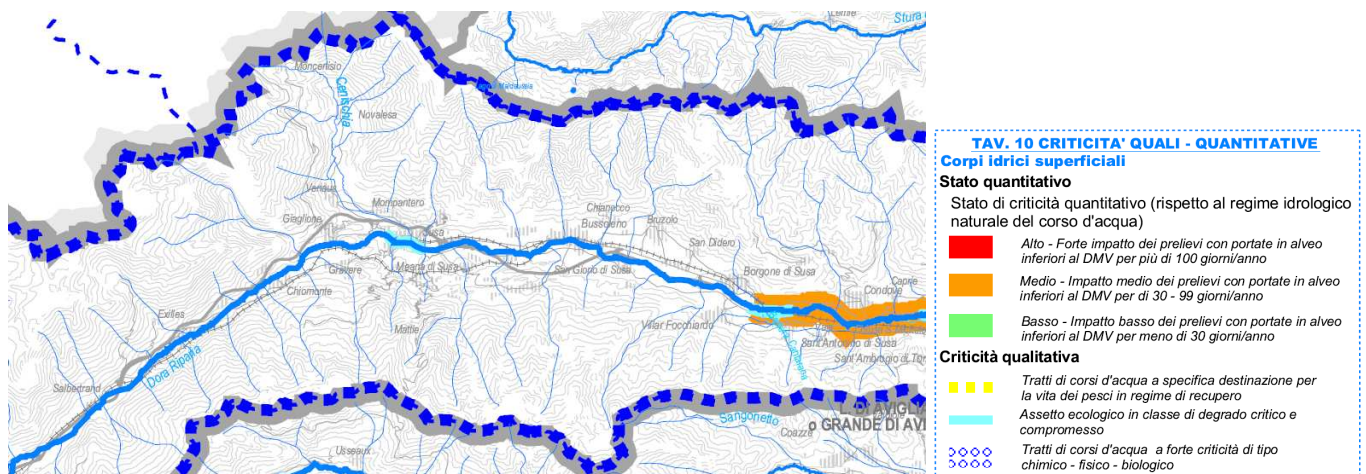 Stura
Moncenisio
Cenischia
Novalesa
Venaus
Mompantero
Giaglione
Susa
Chianocco
Bussoleno
Bruzolo
San Didero
Gravere
Meana di Susa
San Giorio di Susa
Borgone di Susa
Caprie
Condove
Chiomonte
Exilles
Mattie
Villar Focchiardo
Sant'Antonino di Susa
Sant'Ambrogio di Tor
Salbertrand
Dora Riparia
L. DI AVIGLIA
o GRANDE DI AVI
Sangonetto
Coazze
Usseaux
TAV. 10 CRITICITA' QUALI - QUANTITATIVE
Corpi idrici superficiali
Stato quantitativo
Stato di criticità quantitativo (rispetto al regime idrologico
naturale del corso d'acqua)
Alto - Forte impatto dei prelievi con portate in alveo
inferiori al DMV per più di 100 giorni/anno
Medio - Impatto medio dei prelievi con portate in alveo
inferiori al DMV per di 30 - 99 giorni/anno
Basso - Impatto basso dei prelievi con portate in alveo
inferiori al DMV per meno di 30 giorni/anno
Criticità qualitativa
Tratti di corsi d'acqua a specifica destinazione per
la vita dei pesci in regime di recupero
Assetto ecologico in classe di degrado critico e
compromesso
Tratti di corsi d'acqua a forte criticità di tipo
chimico - fisico - biologico